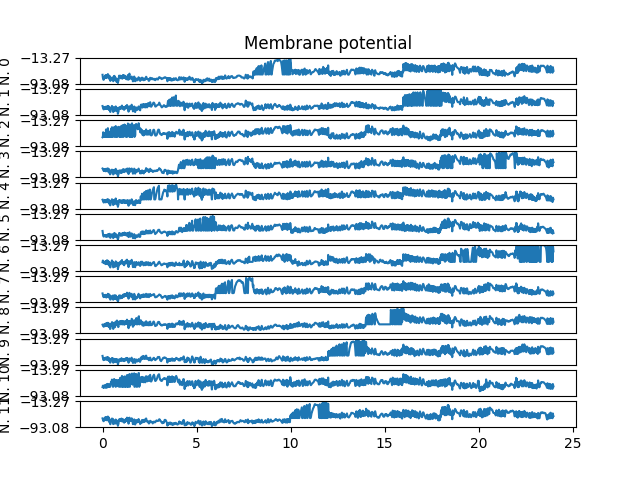 Membrane potential
−13.27
−93.08
N. 0
−13.27
−93.08
N. 1
−13.27
−93.08
N. 2
−13.27
−93.08
N. 3
−13.27
−93.08
N. 4
−13.27
−93.08
N. 5
−13.27
−93.08
N. 6
−13.27
−93.08
N. 7
−13.27
−93.08
N. 8
−13.27
−93.08
N. 9
−13.27
−93.08
N. 10
−13.27
−93.08
N. 11
0 5 10 15 20 25